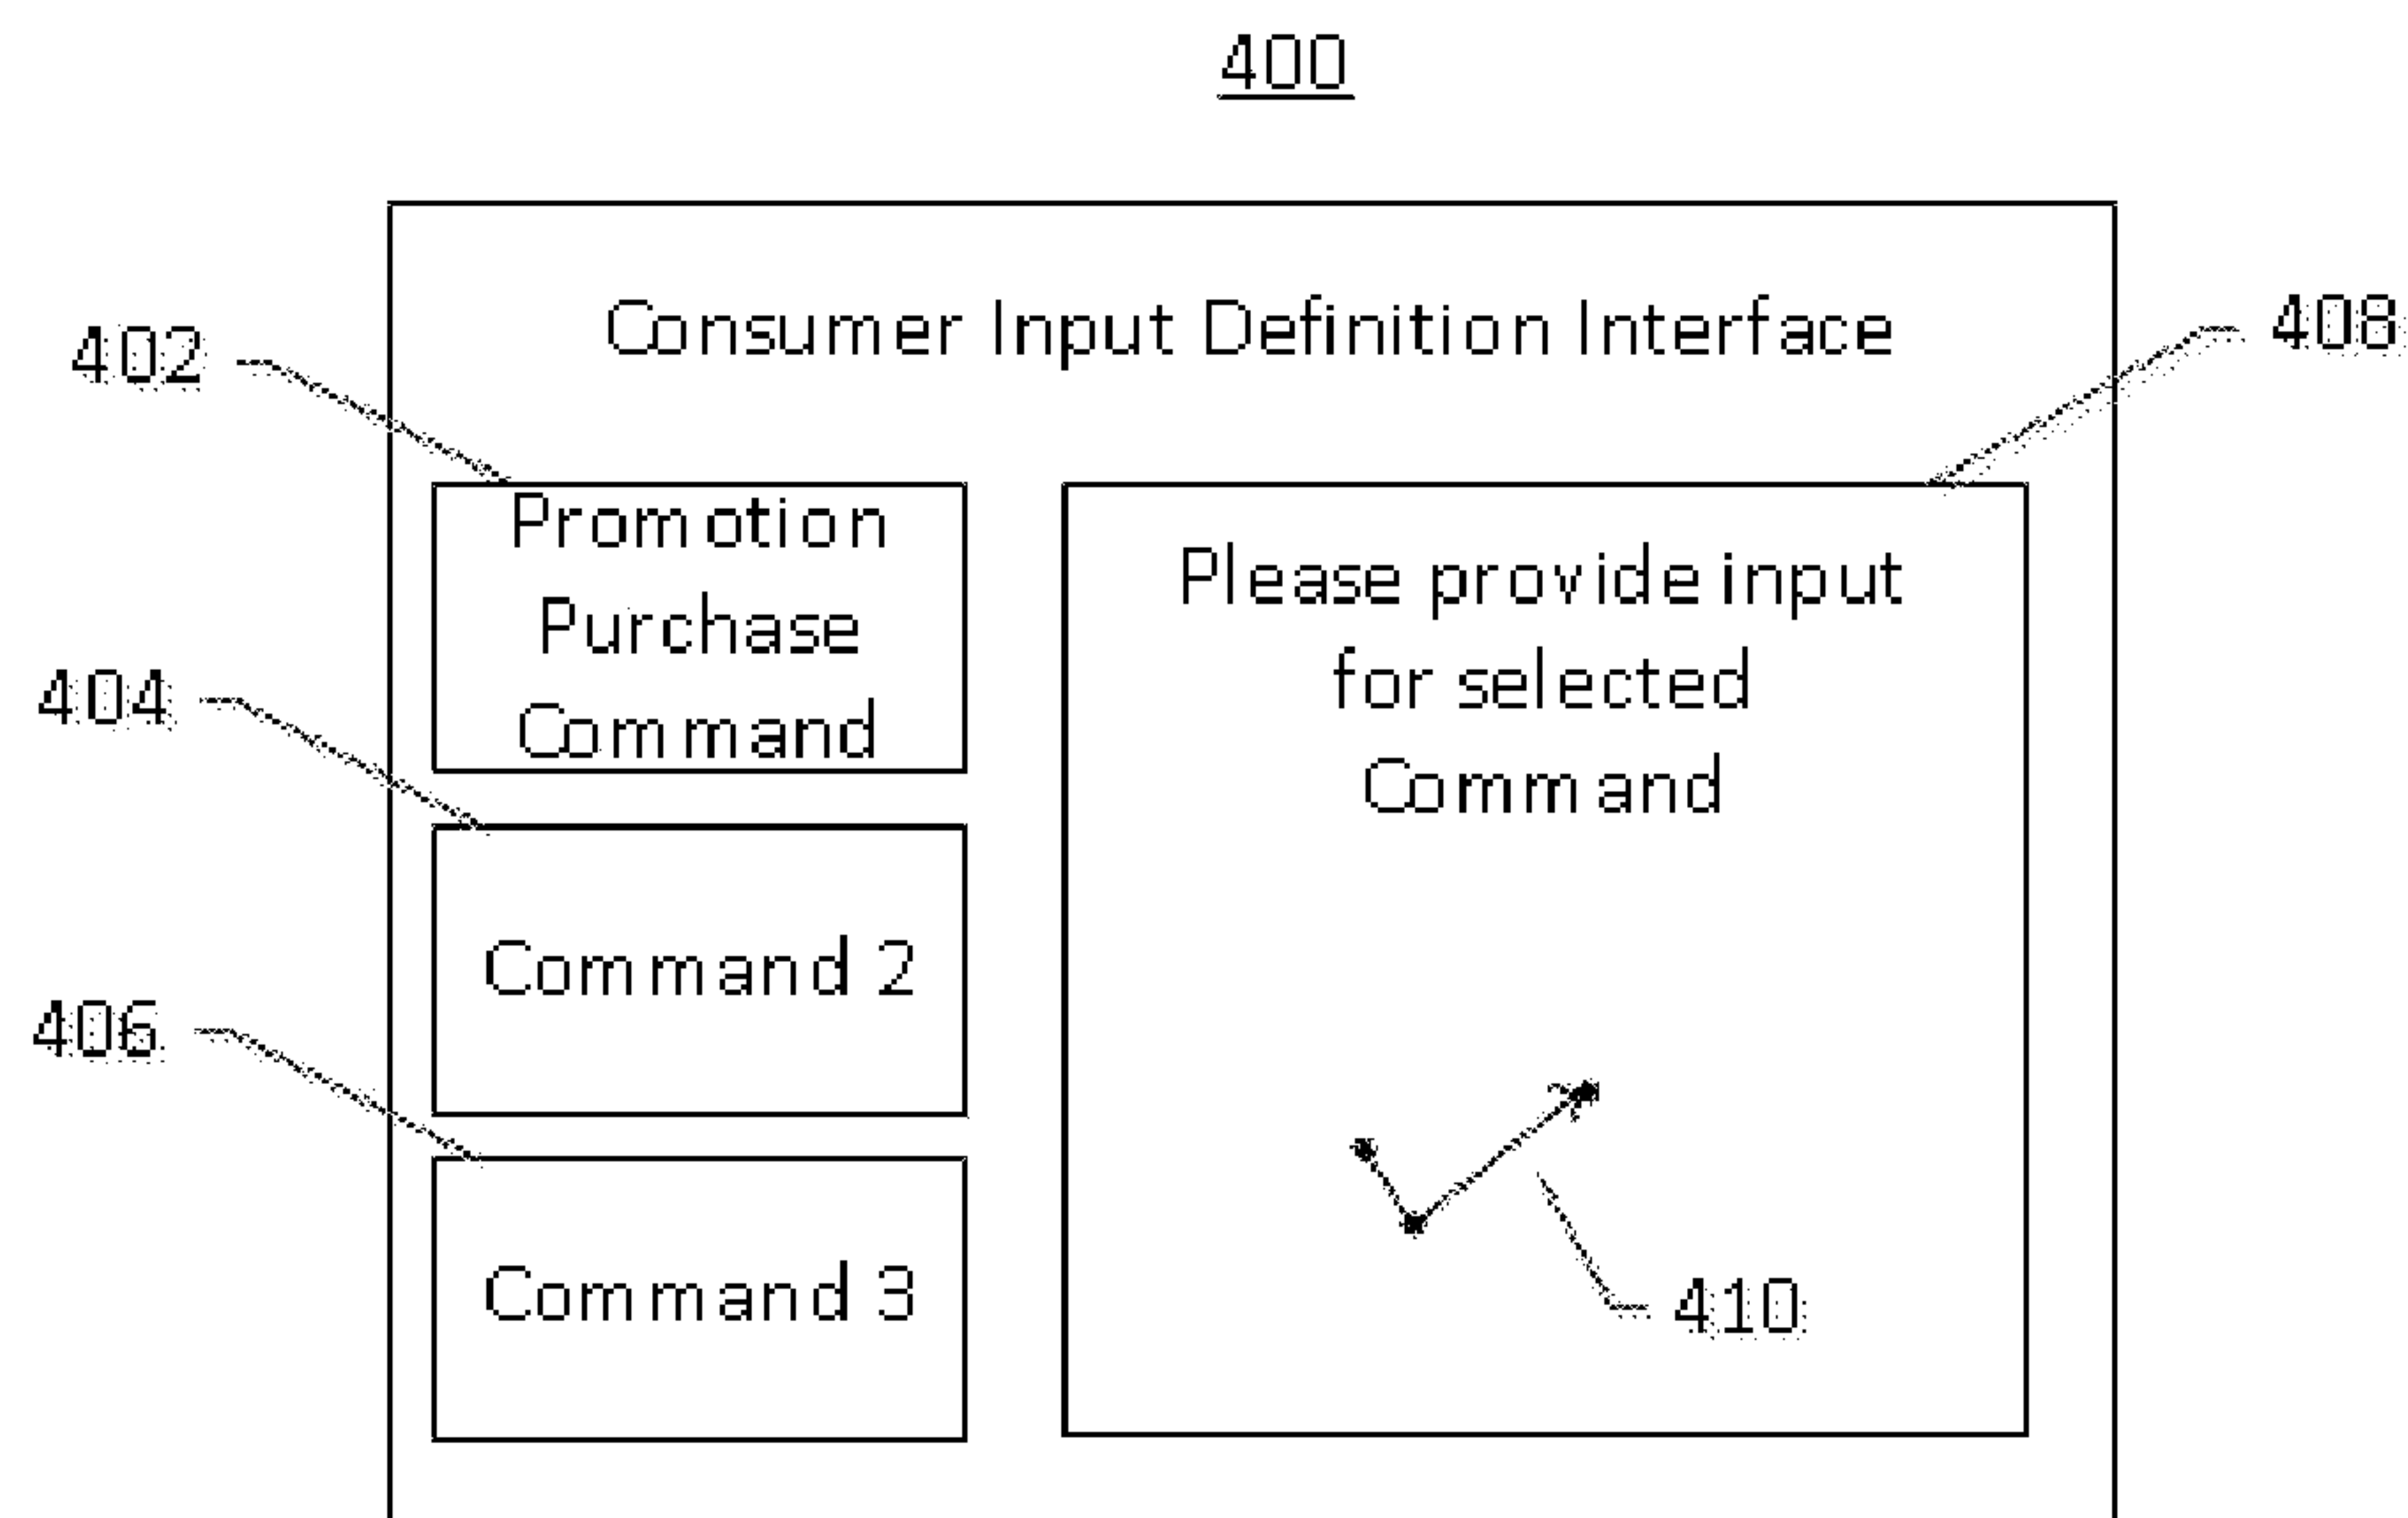 400
Consumer Input Definition Interface
402
408
Promotion
Purchase
Command
Please provide input
for selected
Command
404
Command 2
406
Command 3
410